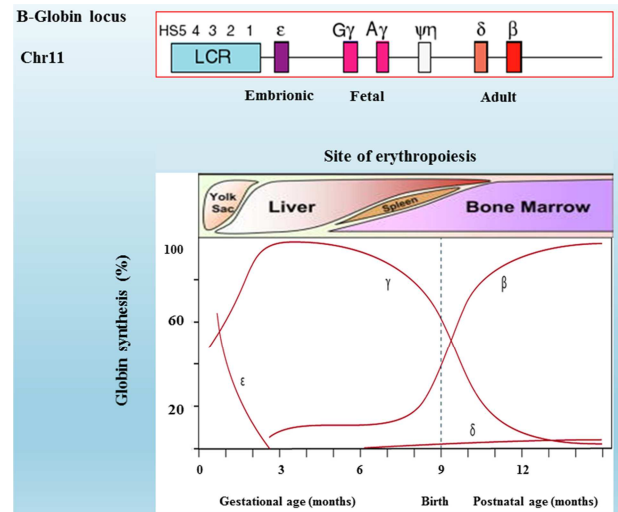 B-Globin locus
HS5 4 3 2 1 ε Gγ Aγ ψη δ β
Chr11
LCR
Embrionic Fetal Adult
Site of erythropoiesis
Yolk Sac
Liver
Spleen
Bone Marrow
Globin synthesis (%)
100
60
20
γ
β
ε
δ
0 3 6 9 12
Gestational age (months) Birth Postnatal age (months)